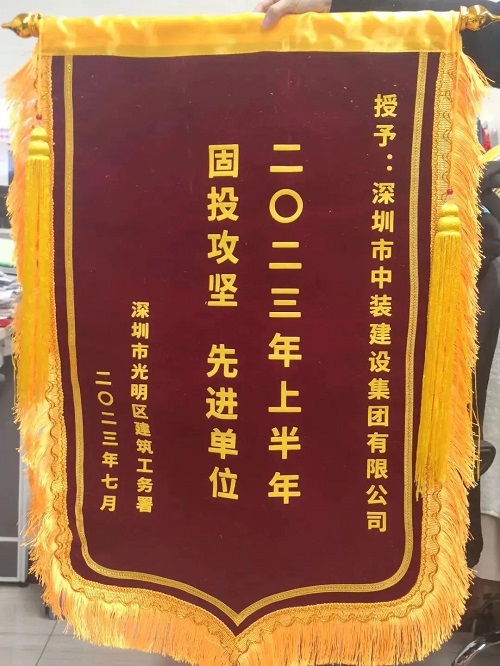 授予：深圳市中装建设集团有限公司
二〇二三年上半年
固投攻坚 先进单位
深圳市光明区建筑工务署
二〇二三年七月